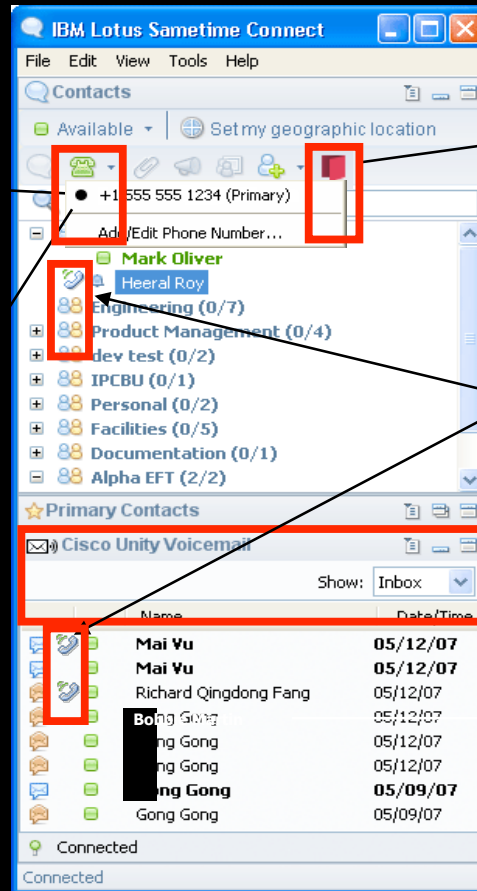 IBM Lotus Sametime Connect
File Edit View Tools Help
Contacts
Available Set my geographic location
+1 555 555 1234 (Primary)
Add/Edit Phone Number...
Mark Oliver
Heeral Roy
Engineering (0/7)
Product Management (0/4)
dev test (0/2)
IPCBU (0/1)
Personal (0/2)
Facilities (0/5)
Documentation (0/1)
Alpha EFT (2/2)
Primary Contacts
Cisco Unity Voicemail
Show: Inbox
Name Date/Time
Mai Vu 05/12/07
Mai Vu 05/12/07
Richard Qingdong Fang 05/12/07
Gong 05/12/07
Gong 05/12/07
Gong 05/09/07
Gong Gong 05/09/07
Connected
Connected